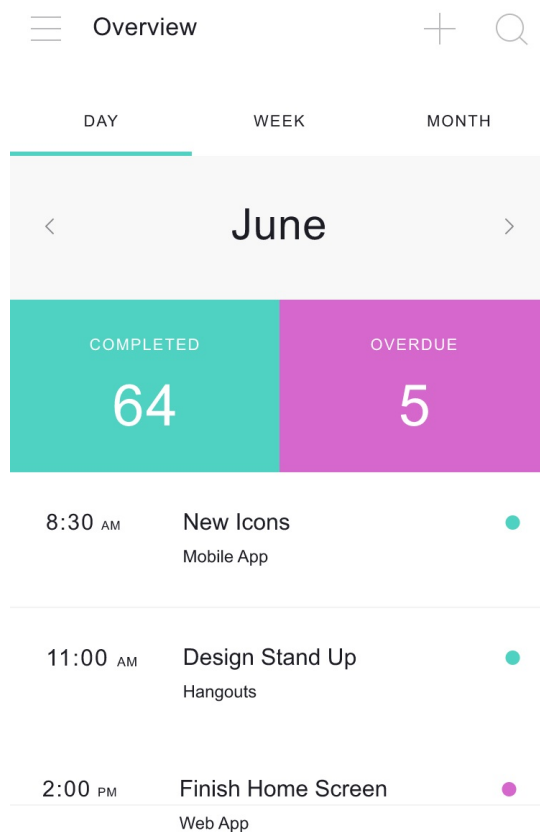 Overview
DAY WEEK MONTH
June
COMPLETED OVERDUE
64 5
8:30 AM New Icons
Mobile App
11:00 AM Design Stand Up
Hangouts
2:00 PM Finish Home Screen
Web App